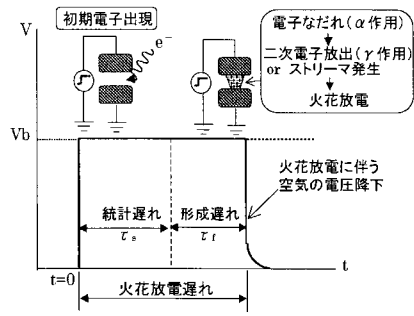 初期電子出現
V
e⁻
電子なだれ（α作用）
二次電子放出(γ作用)
or ストリーマ発生
火花放電
Vb
火花放電に伴う
空気の電圧降下
統計遅れ
形成遅れ
τs
τf
t=0
t
火花放電遅れ